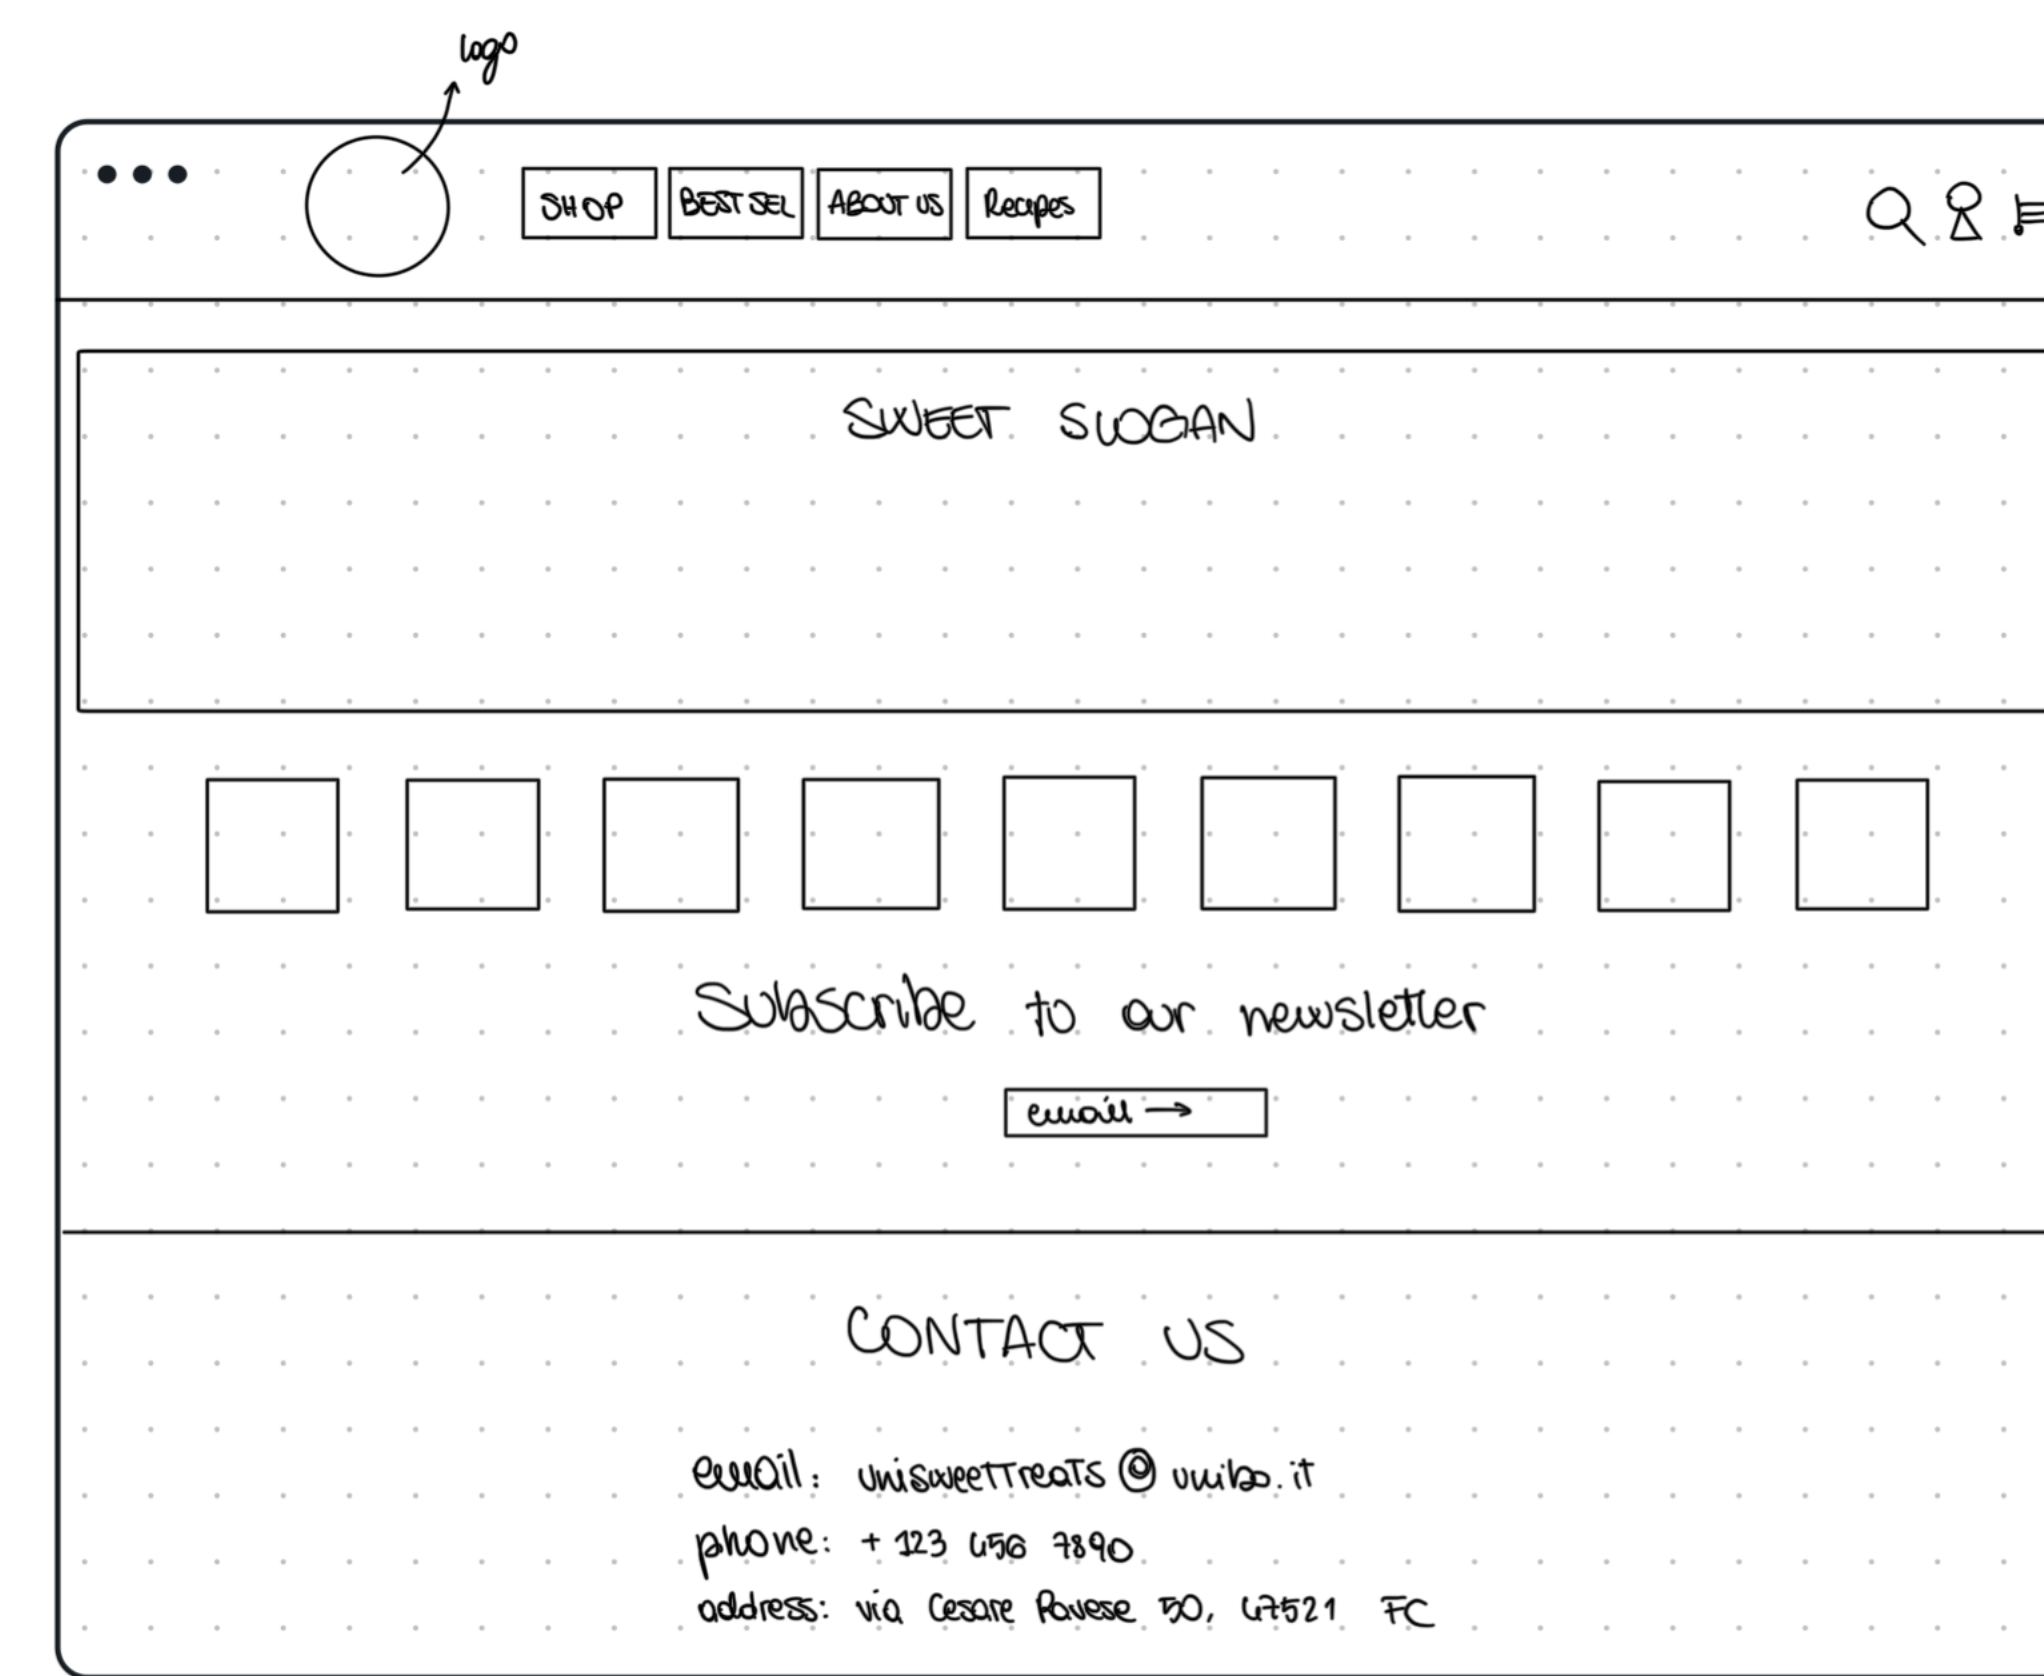 logo
SHOP BEST SEL ABOUT US Recipes
SWEET SLOGAN
Subscribe to our newsletter
email →
CONTACT US
email: unisweettreats@unibo.it
phone: + 123 456 7890
address: via Cesare Pavese 50, 47521 FC